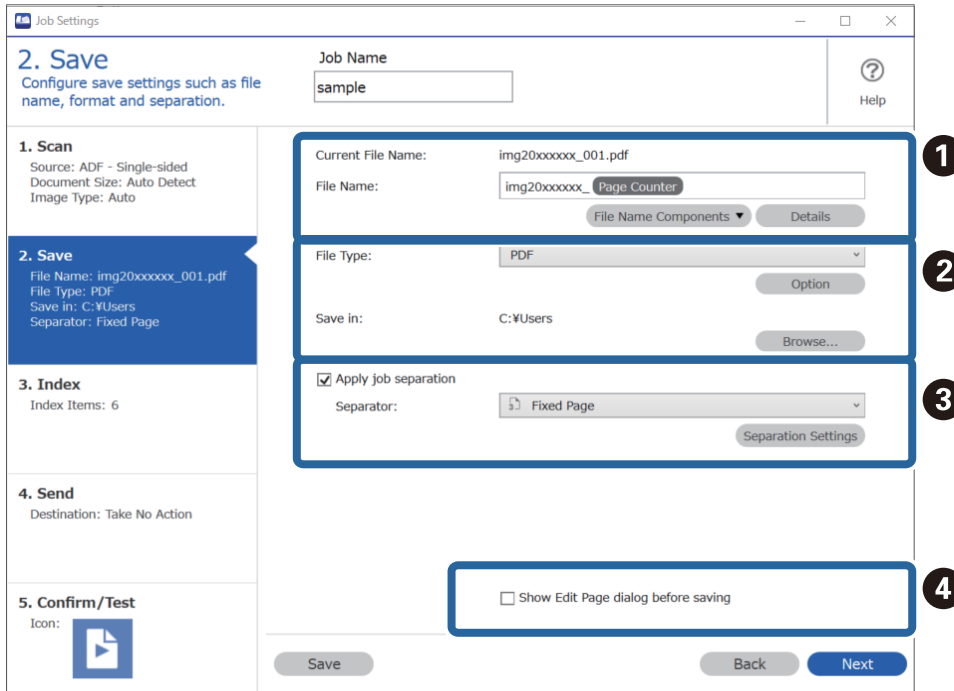 Job Settings
2. Save
Configure save settings such as file
name, format and separation.
Job Name
sample
Help
1. Scan
Source: ADF - Single-sided
Document Size: Auto Detect
Image Type: Auto
2. Save
File Name: img20xxxxxx_001.pdf
File Type: PDF
Save in: C:¥Users
Separator: Fixed Page
3. Index
Index Items: 6
4. Send
Destination: Take No Action
5. Confirm/Test
Icon:
Current File Name: img20xxxxxx_001.pdf
File Name: img20xxxxxx_ Page Counter
File Name Components ▼ Details
1
File Type: PDF
Option
Save in: C:¥Users
Browse...
2
Apply job separation
Separator: Fixed Page
Separation Settings
3
Show Edit Page dialog before saving
4
Save Back Next